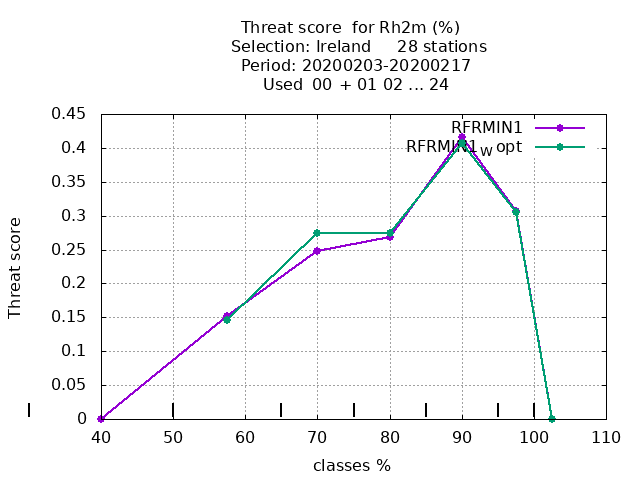 Threat score for Rh2m (%)
Selection: Ireland 28 stations
Period: 20200203-20200217
Used 00 + 01 02 ... 24
RFRMIN1
RFRMIN1w opt
Threat score
0.45
0.4
0.35
0.3
0.25
0.2
0.15
0.1
0.05
0
40 50 60 70 80 90 100 110
classes %